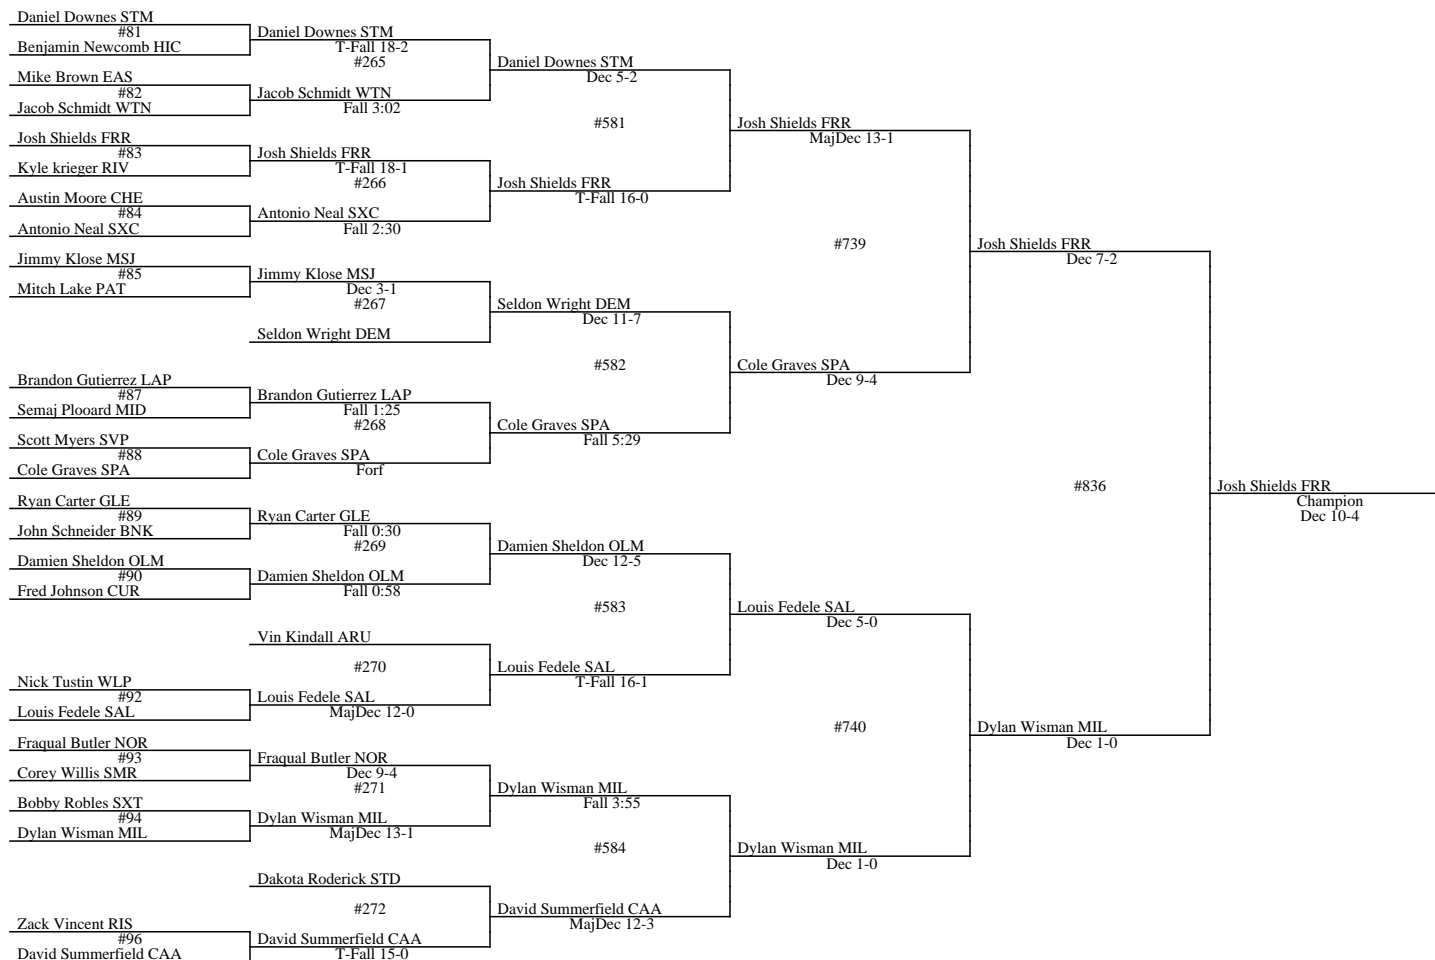 Daniel Downes STM
#81
Benjamin Newcomb HIC
Mike Brown EAS
#82
Jacob Schmidt WTN
Josh Shields FRR
#83
Kyle krieger RIV
Austin Moore CHE
#84
Antonio Neal SXC
Jimmy Klose MSJ
#85
Mitch Lake PAT
Brandon Gutierrez LAP
#87
Semaj Plooard MID
Scott Myers SVP
#88
Cole Graves SPA
Ryan Carter GLE
#89
John Schneider BNK
Damien Sheldon OLM
#90
Fred Johnson CUR
Nick Tustin WLP
#92
Louis Fedele SAL
Fraqual Butler NOR
#93
Corey Willis SMR
Bobby Robles SXT
#94
Dylan Wisman MIL
Zack Vincent RIS
#96
David Summerfield CAA
Daniel Downes STM
T-Fall 18-2
#265
Jacob Schmidt WTN
Fall 3:02
Josh Shields FRR
T-Fall 18-1
#266
Antonio Neal SXC
Fall 2:30
Jimmy Klose MSJ
Dec 3-1
#267
Seldon Wright DEM
Brandon Gutierrez LAP
Fall 1:25
#268
Cole Graves SPA
Forf
Ryan Carter GLE
Fall 0:30
#269
Damien Sheldon OLM
Fall 0:58
Vin Kindall ARU
#270
Louis Fedele SAL
MajDec 12-0
Fraqual Butler NOR
Dec 9-4
#271
Dylan Wisman MIL
MajDec 13-1
Dakota Roderick STD
#272
David Summerfield CAA
T-Fall 15-0
Daniel Downes STM
Dec 5-2
#581
Josh Shields FRR
T-Fall 16-0
Seldon Wright DEM
Dec 11-7
#582
Cole Graves SPA
Fall 5:29
Damien Sheldon OLM
Dec 12-5
#583
Louis Fedele SAL
T-Fall 16-1
Dylan Wisman MIL
Fall 3:55
#584
David Summerfield CAA
MajDec 12-3
Josh Shields FRR
MajDec 13-1
#739
Cole Graves SPA
Dec 9-4
Louis Fedele SAL
Dec 5-0
#740
Dylan Wisman MIL
Dec 1-0
Josh Shields FRR
Dec 7-2
#836
Dylan Wisman MIL
Dec 1-0
Josh Shields FRR
Champion
Dec 10-4